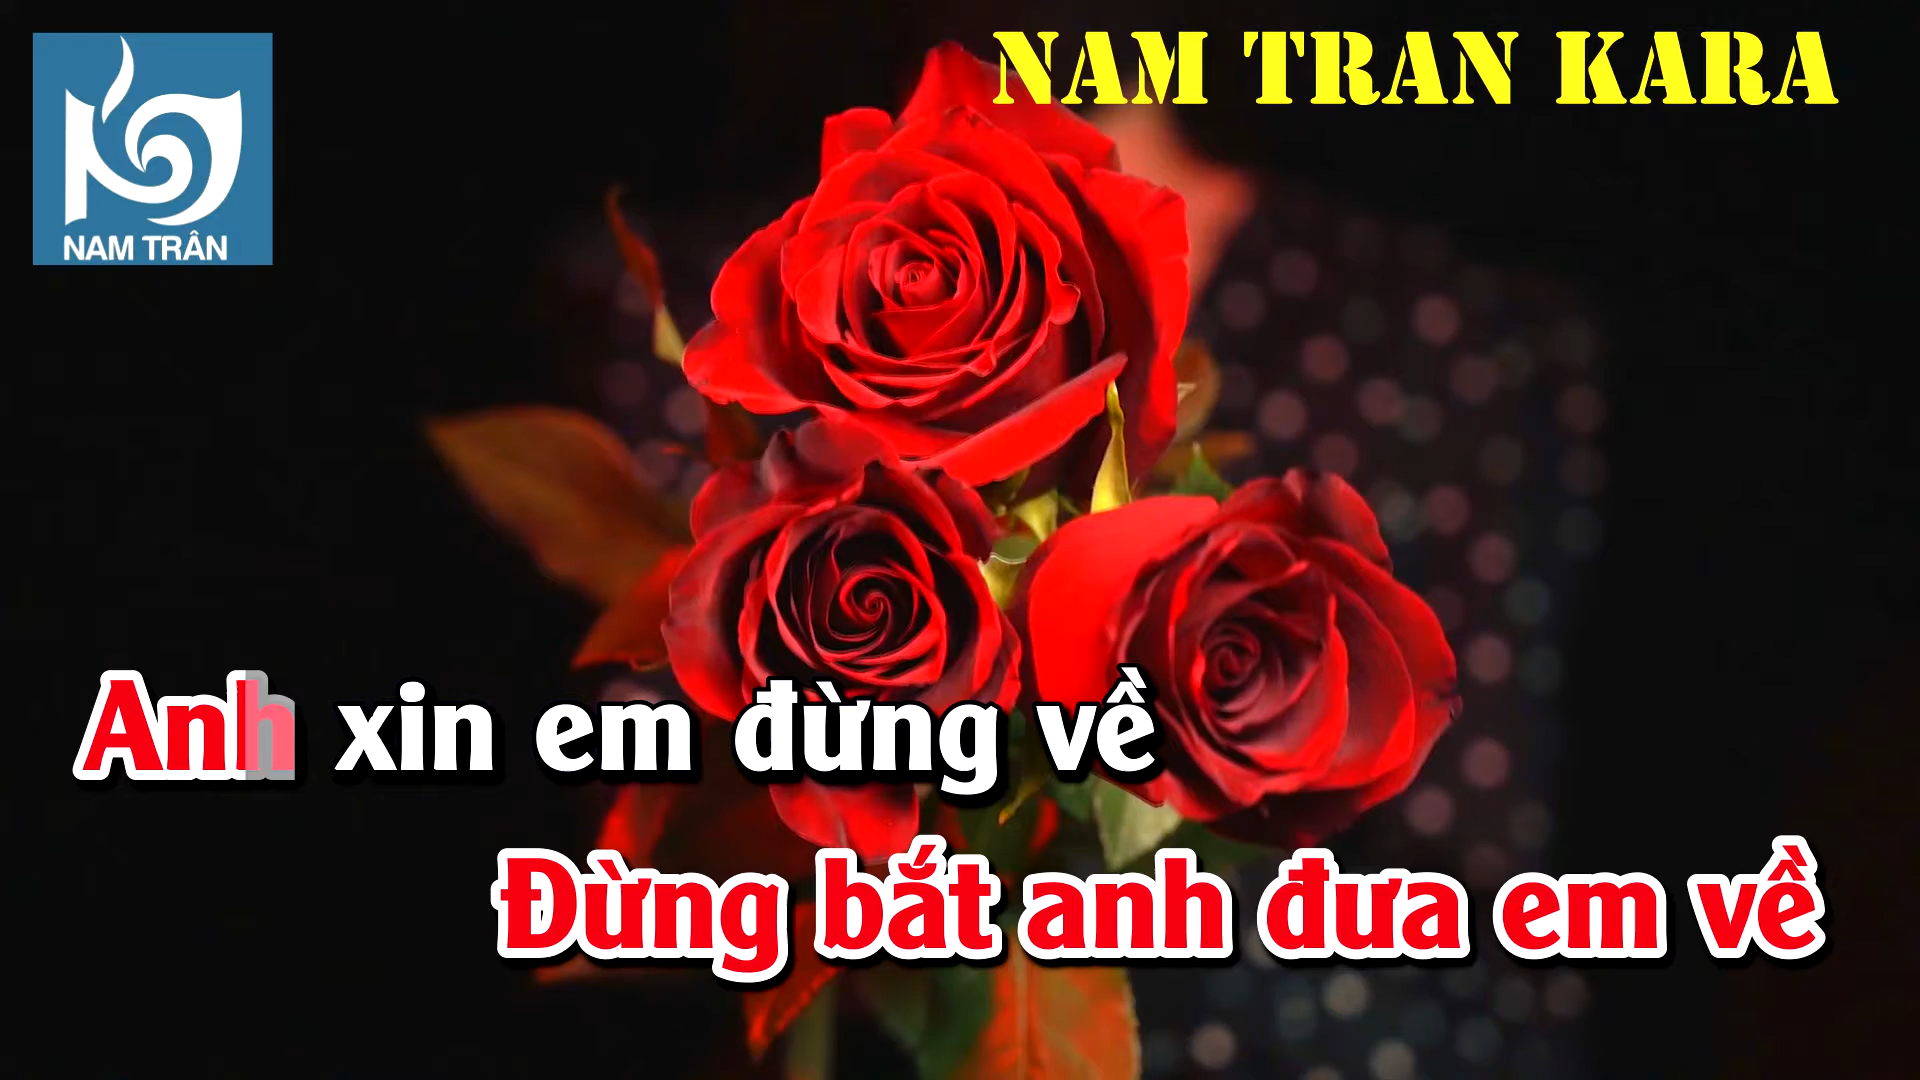 NAM TRAN KARA
NAM TRÂN
Anh xin em đừng về
Đừng bắt anh đưa em về